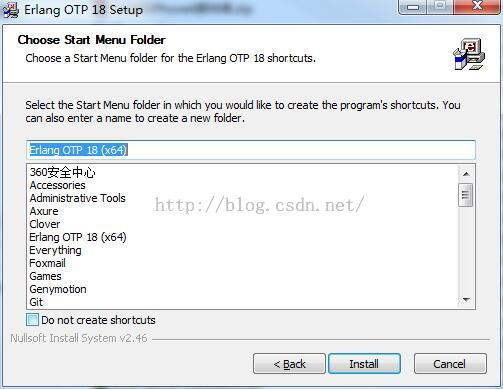 Erlang OTP 18 Setup
Choose Start Menu Folder
Choose a Start Menu folder for the Erlang OTP 18 shortcuts.
Select the Start Menu folder in which you would like to create the program's shortcuts. You
can also enter a name to create a new folder.
Erlang OTP 18 (x64)
360安全中心
Accessories
Administrative Tools
Axure
Clover
Erlang OTP 18 (x64)
Everything
Foxmail
Games
Genymotion
Git
http://blog.csdn.net/
Do not create shortcuts
Nullsoft Install System v2.46
< Back
Install
Cancel